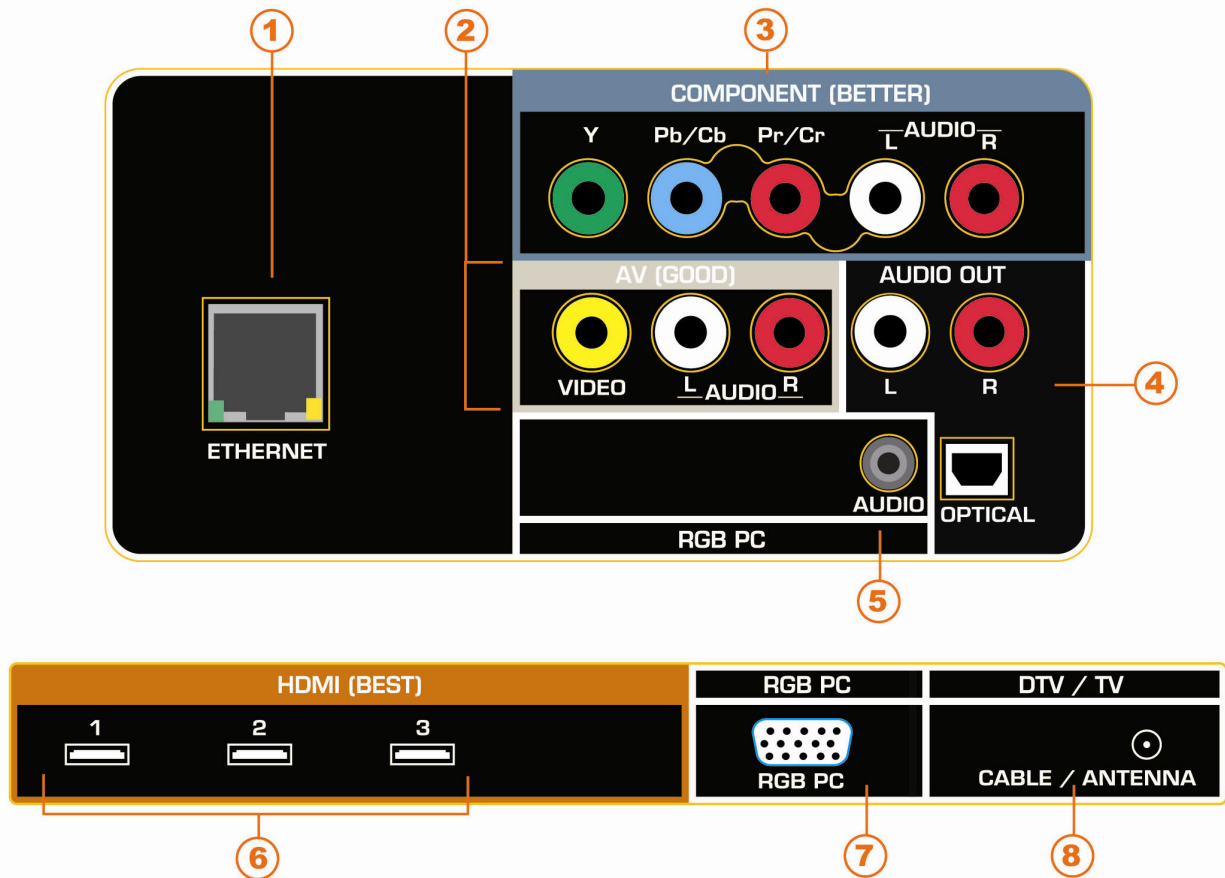 1 2 3
COMPONENT (BETTER)
Y Pb/Cb Pr/Cr L AUDIO R
AV (GOOD) AUDIO OUT
VIDEO L AUDIO R L R
4
ETHERNET
AUDIO OPTICAL
RGB PC
5
HDMI (BEST) RGB PC DTV / TV
1 2 3
RGB PC CABLE / ANTENNA
6 7 8